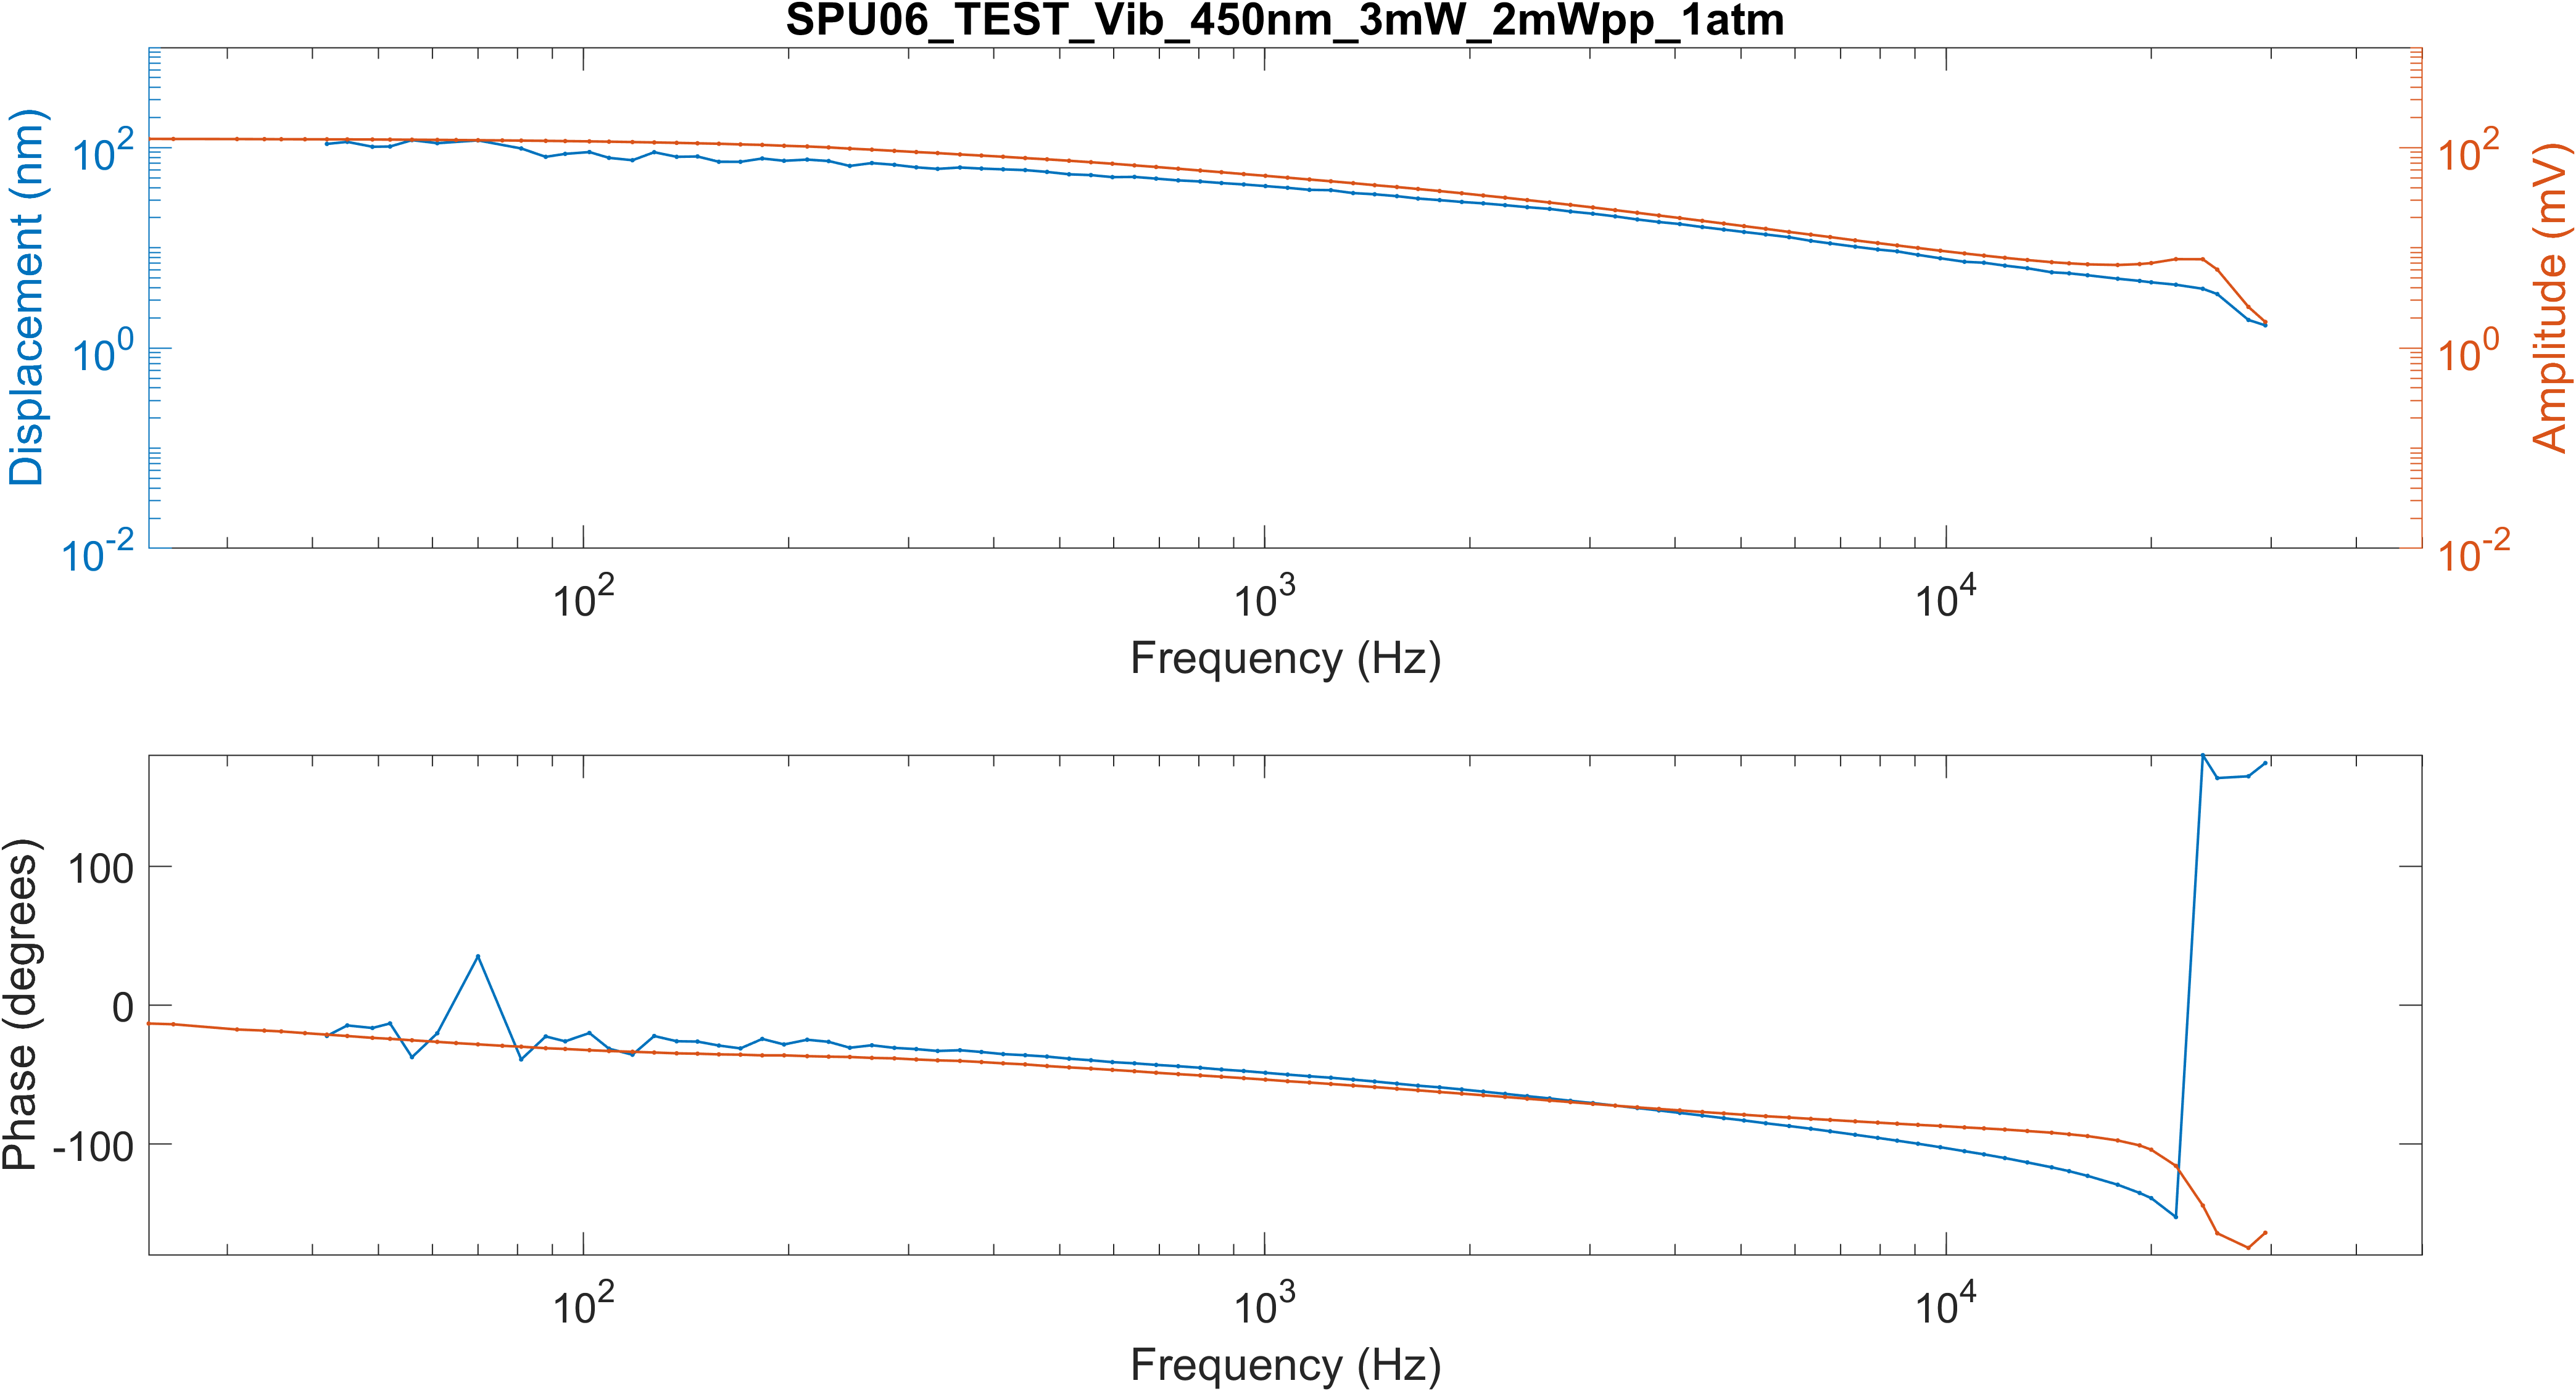 SPU06_TEST_Vib_450nm_3mW_2mWpp_1atm
Displacement (nm)
10^2
10^0
10^-2
Amplitude (mV)
10^2
10^0
10^-2
10^2
10^3
10^4
Frequency (Hz)
Phase (degrees)
100
0
-100
10^2
10^3
10^4
Frequency (Hz)